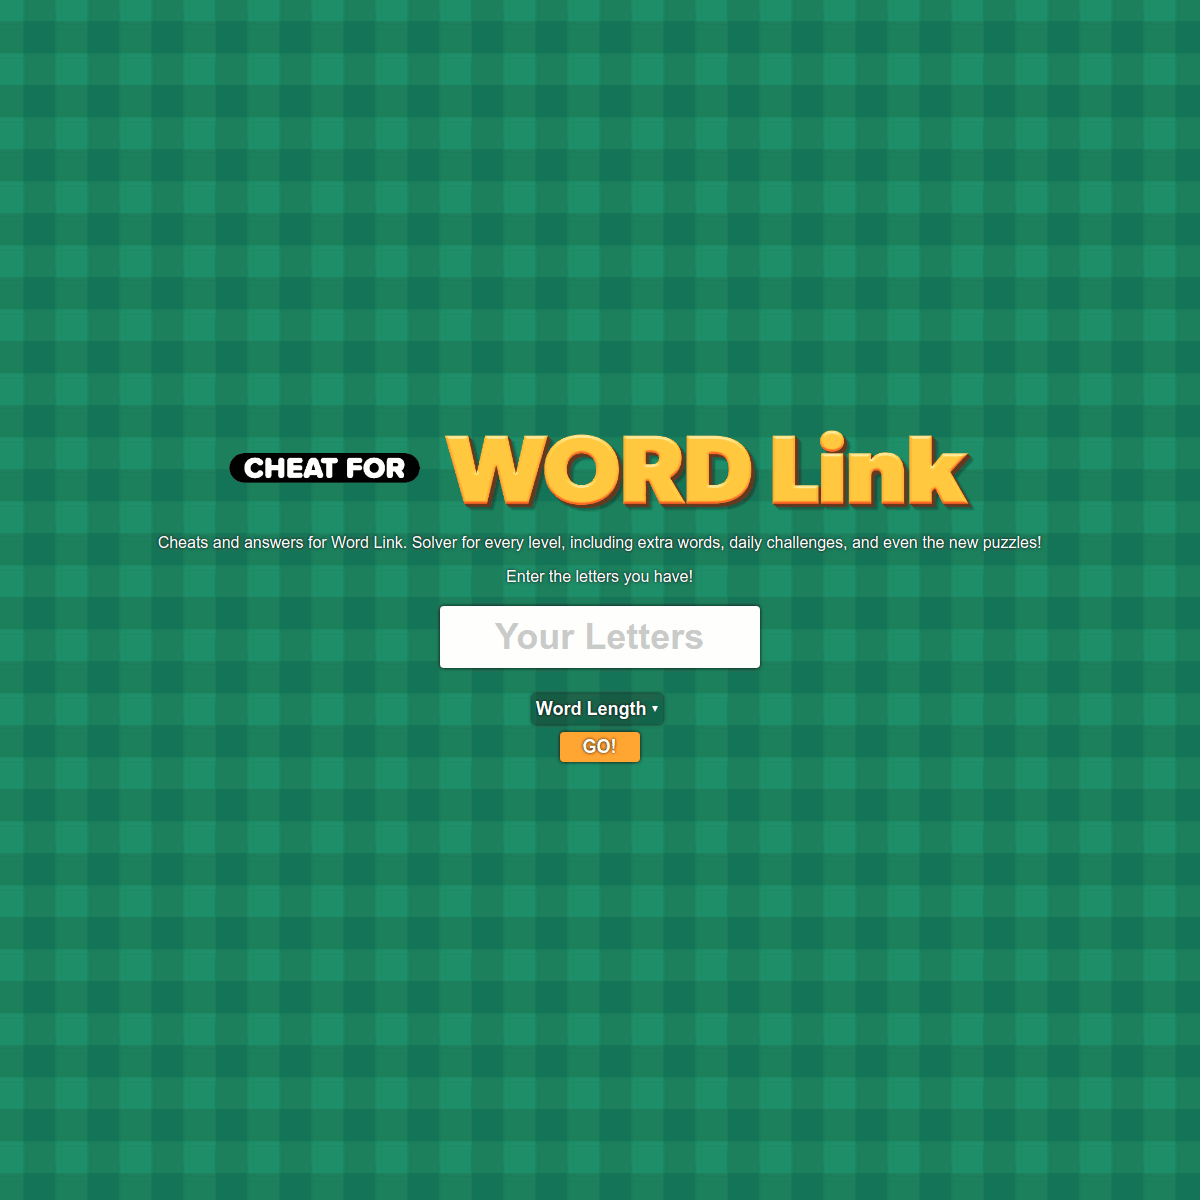 CHEAT FOR WORD Link
Cheats and answers for Word Link. Solver for every level, including extra words, daily challenges, and even the new puzzles!
Enter the letters you have!
Your Letters
Word Length ▾
GO!